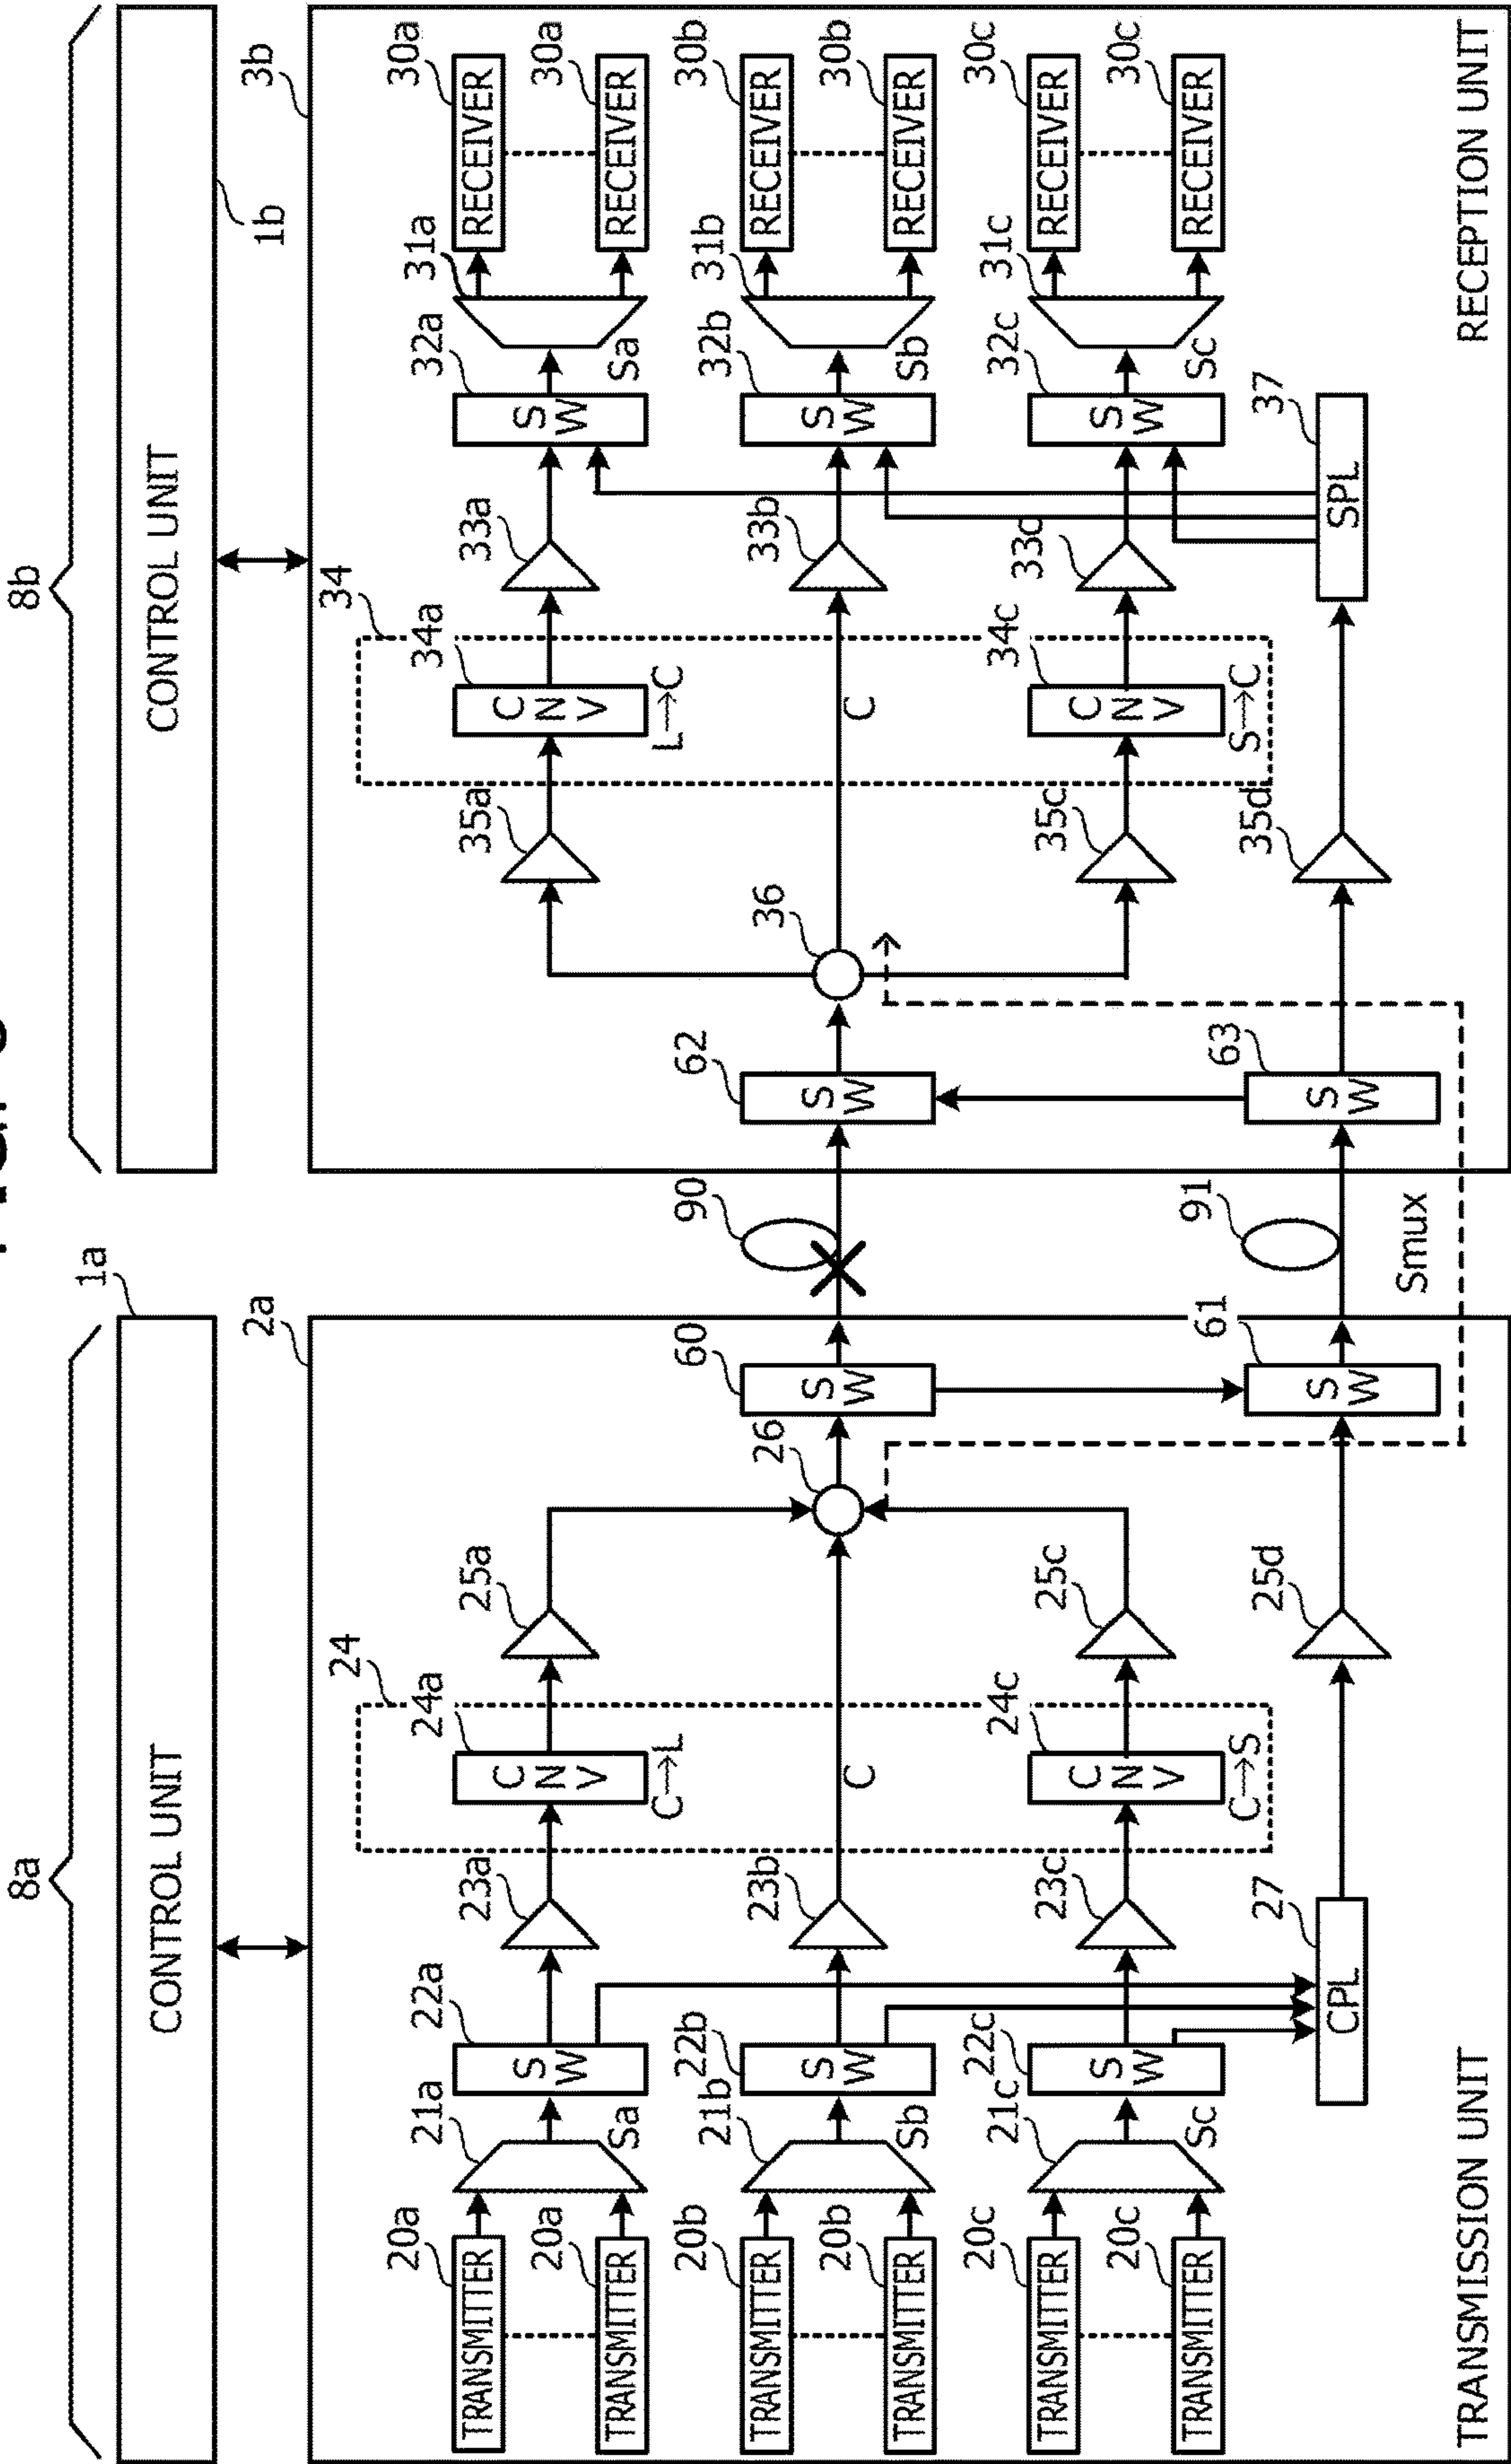 8a
8b
CONTROL UNIT
1a
CONTROL UNIT
1b
2a
3b
20a
TRANSMITTER
20a
TRANSMITTER
21a
Sa
22a
SW
23a
24
24a
CNV
C→L
25a
20b
TRANSMITTER
20b
TRANSMITTER
21b
Sb
22b
SW
23b
C
26
60
SW
90
20c
TRANSMITTER
20c
TRANSMITTER
21c
Sc
22c
SW
23c
24c
CNV
C→S
25c
27
CPL
25d
61
SW
91
Smux
TRANSMISSION UNIT
35a
34
34a
CNV
L→C
33a
32a
SW
Sa
31a
30a
RECEIVER
30a
RECEIVER
62
SW
36
C
33b
32b
SW
Sb
31b
30b
RECEIVER
30b
RECEIVER
35c
34c
CNV
S→C
33c
32c
SW
Sc
31c
30c
RECEIVER
30c
RECEIVER
63
SW
35d
37
SPL
RECEPTION UNIT